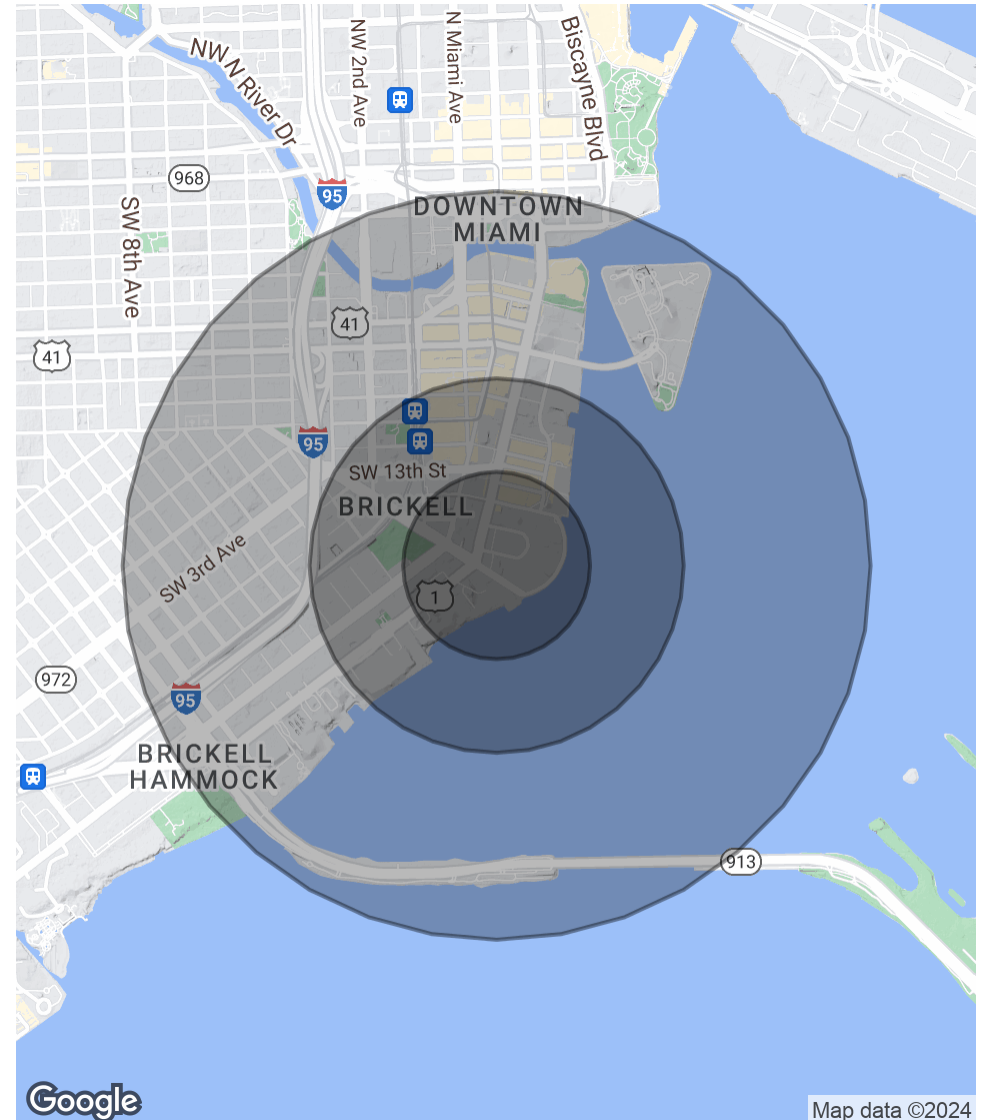 NW N River Dr
NW 2nd Ave
N Miami Ave
Biscayne Blvd
968
95
SW 8th Ave
DOWNTOWN
MIAMI
41
41
95
SW 13th St
BRICKELL
SW 3rd Ave
1
972
95
BRICKELL
HAMMOCK
913
Google
Map data ©2024